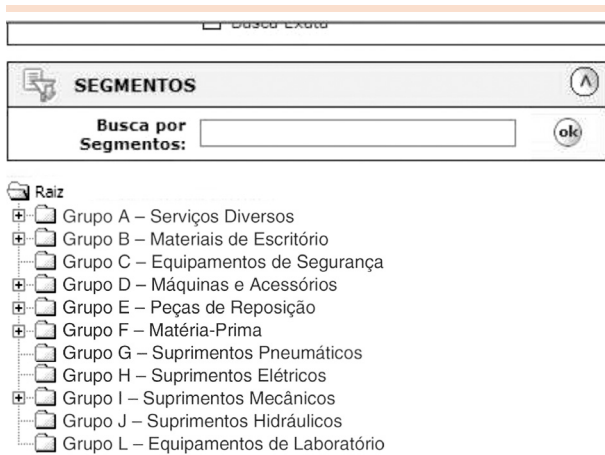 Busca Exata
SEGMENTOS
Busca por
Segmentos:
ok
Raiz
Grupo A – Serviços Diversos
Grupo B – Materiais de Escritório
Grupo C – Equipamentos de Segurança
Grupo D – Máquinas e Acessórios
Grupo E – Peças de Reposição
Grupo F – Matéria-Prima
Grupo G – Suprimentos Pneumáticos
Grupo H – Suprimentos Elétricos
Grupo I – Suprimentos Mecânicos
Grupo J – Suprimentos Hidráulicos
Grupo L – Equipamentos de Laboratório